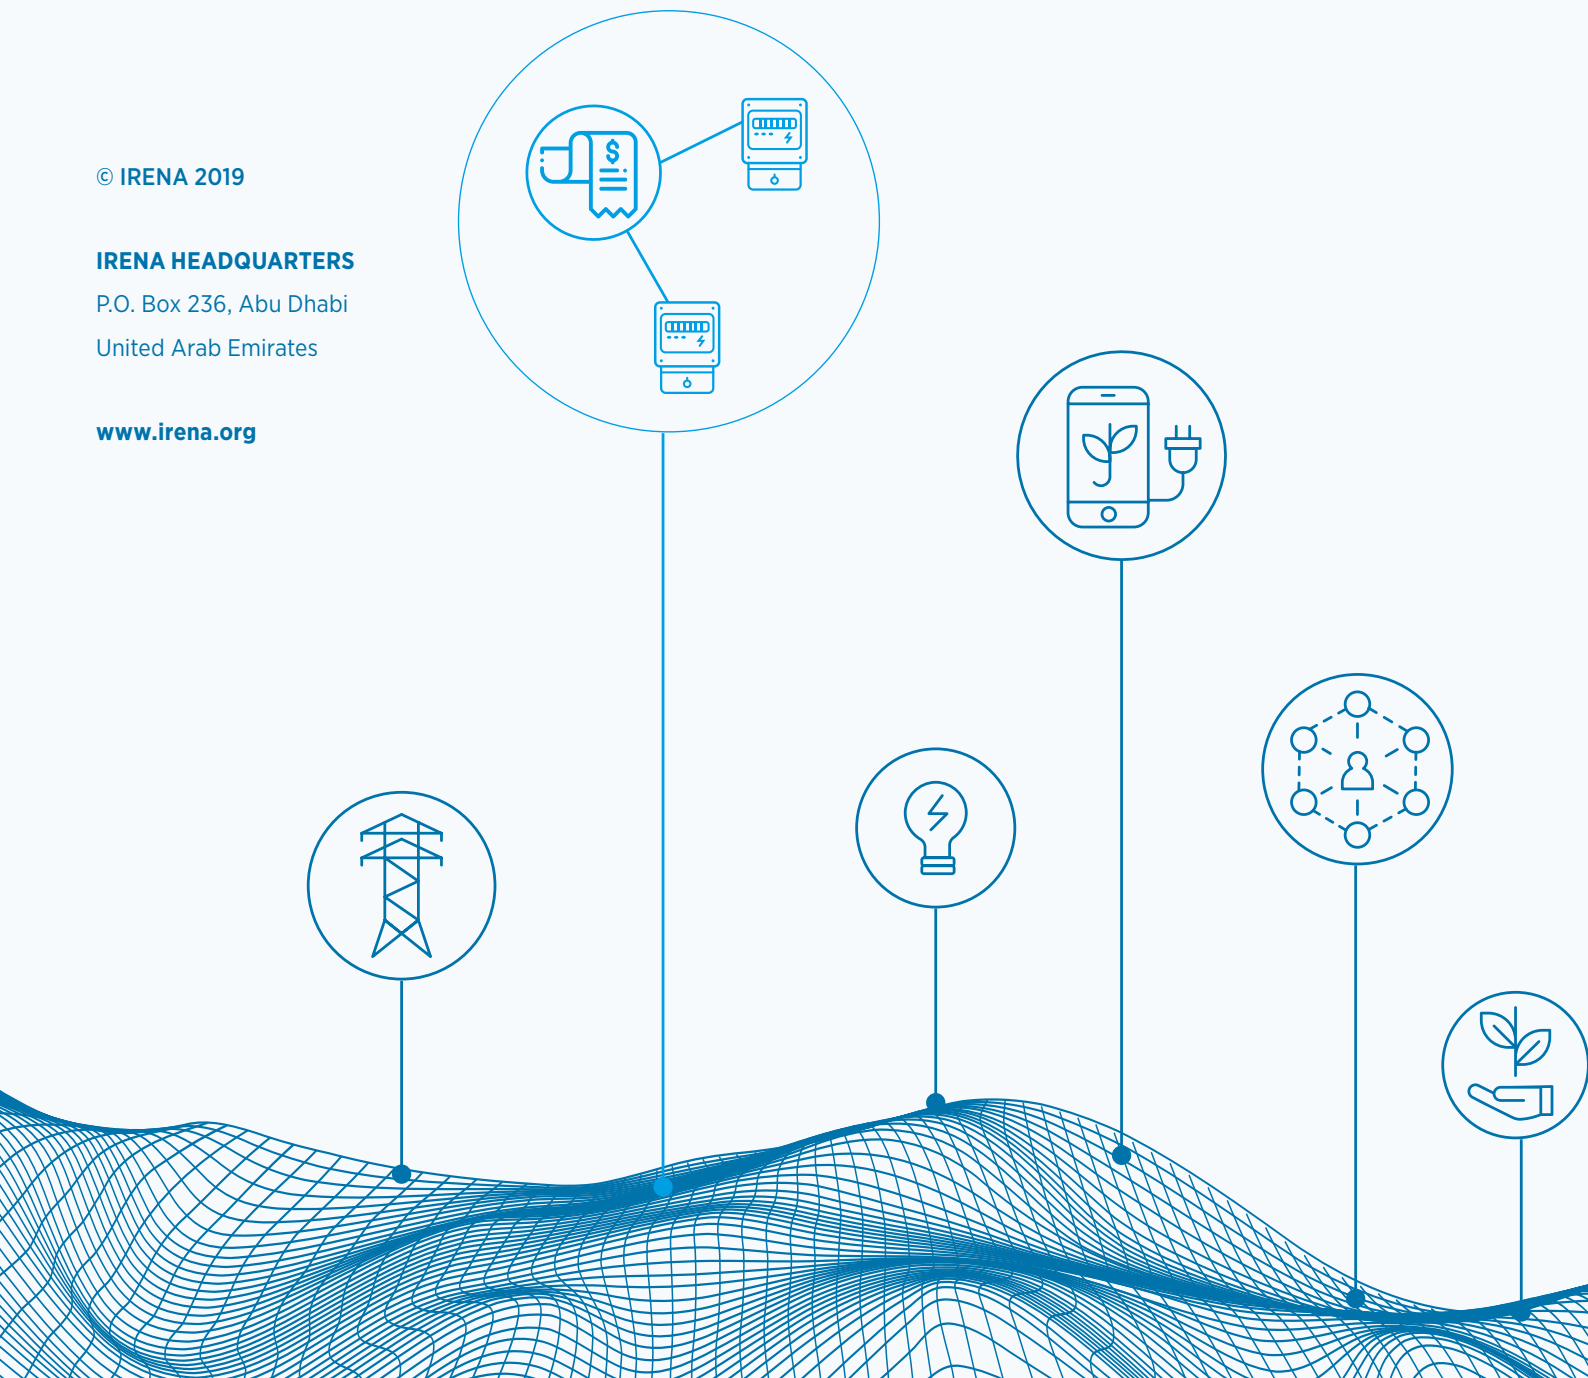 © IRENA 2019
IRENA HEADQUARTERS
P.O. Box 236, Abu Dhabi
United Arab Emirates
www.irena.org
$